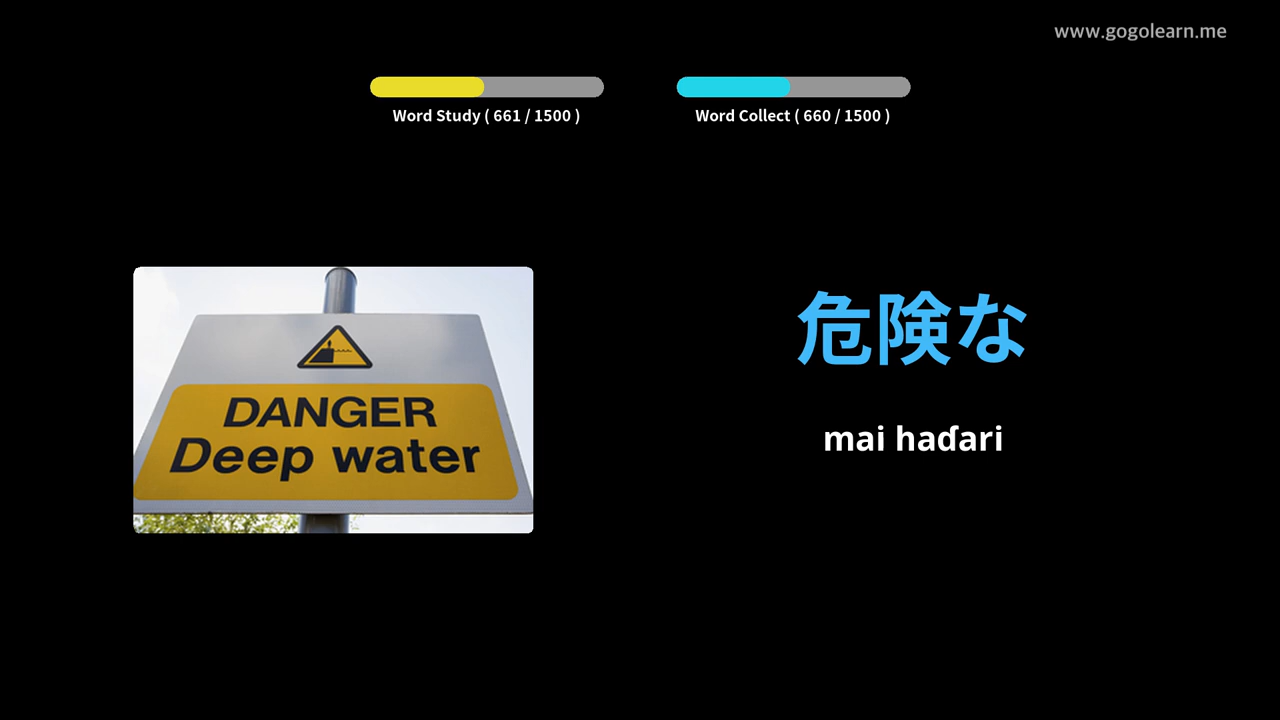 www.gogolearn.me
Word Study ( 661 / 1500 )
Word Collect ( 660 / 1500 )
DANGER
Deep water
危険な
mai haɗari